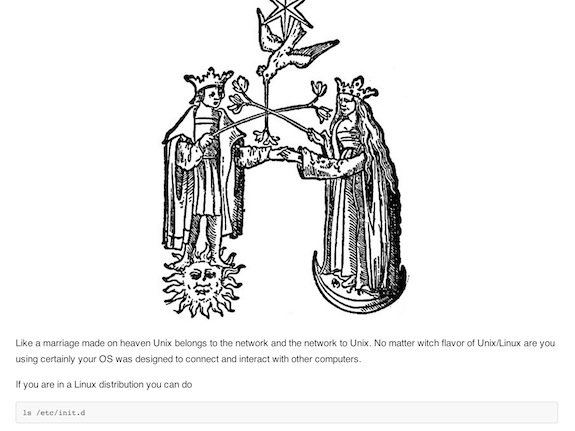 Like a marriage made on heaven Unix belongs to the network and the network to Unix. No matter witch flavor of Unix/Linux are you
using certainly your OS was designed to connect and interact with other computers.
If you are in a Linux distribution you can do
ls /etc/init.d